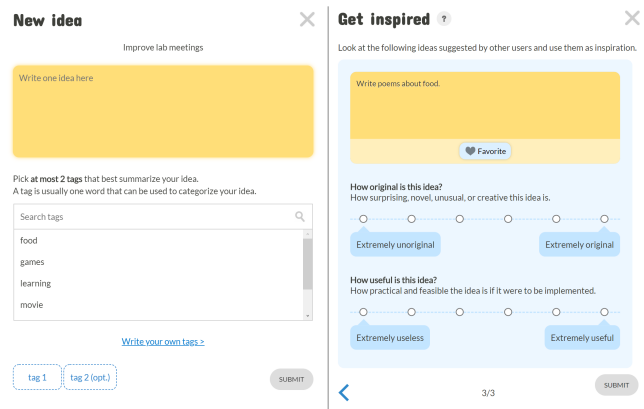 New idea
Improve lab meetings
Write one idea here
Pick at most 2 tags that best summarize your idea.
A tag is usually one word that can be used to categorize your idea.
Search tags
food
games
learning
movie
Write your own tags >
tag 1
tag 2 (opt.)
SUBMIT
Get inspired ?
Look at the following ideas suggested by other users and use them as inspiration.
Write poems about food.
Favorite
How original is this idea?
How surprising, novel, unusual, or creative this idea is.
Extremely unoriginal
Extremely original
How useful is this idea?
How practical and feasible the idea is if it were to be implemented.
Extremely useless
Extremely useful
3/3
SUBMIT